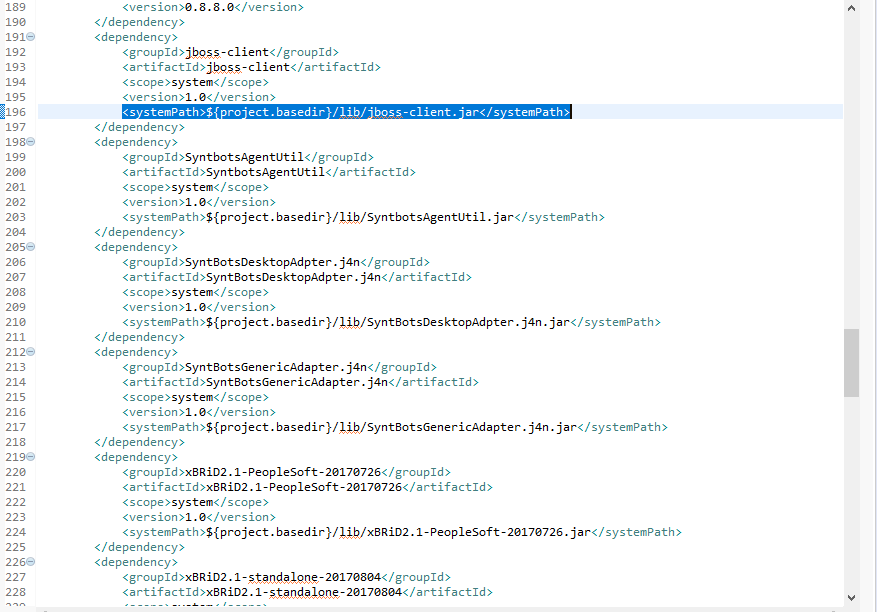 189 <version>0.8.8.0</version>
190 </dependency>
191 <dependency>
192 <groupId>jboss-client</groupId>
193 <artifactId>jboss-client</artifactId>
194 <scope>system</scope>
195 <version>1.0</version>
196 <systemPath>${project.basedir}/lib/jboss-client.jar</systemPath>
197 </dependency>
198 <dependency>
199 <groupId>SyntbotsAgentUtil</groupId>
200 <artifactId>SyntbotsAgentUtil</artifactId>
201 <scope>system</scope>
202 <version>1.0</version>
203 <systemPath>${project.basedir}/lib/SyntbotsAgentUtil.jar</systemPath>
204 </dependency>
205 <dependency>
206 <groupId>SyntBotsDesktopAdpter.j4n</groupId>
207 <artifactId>SyntBotsDesktopAdpter.j4n</artifactId>
208 <scope>system</scope>
209 <version>1.0</version>
210 <systemPath>${project.basedir}/lib/SyntBotsDesktopAdpter.j4n.jar</systemPath>
211 </dependency>
212 <dependency>
213 <groupId>SyntBotsGenericAdapter.j4n</groupId>
214 <artifactId>SyntBotsGenericAdapter.j4n</artifactId>
215 <scope>system</scope>
216 <version>1.0</version>
217 <systemPath>${project.basedir}/lib/SyntBotsGenericAdapter.j4n.jar</systemPath>
218 </dependency>
219 <dependency>
220 <groupId>xBRiD2.1-PeopleSoft-20170726</groupId>
221 <artifactId>xBRiD2.1-PeopleSoft-20170726</artifactId>
222 <scope>system</scope>
223 <version>1.0</version>
224 <systemPath>${project.basedir}/lib/xBRiD2.1-PeopleSoft-20170726.jar</systemPath>
225 </dependency>
226 <dependency>
227 <groupId>xBRiD2.1-standalone-20170804</groupId>
228 <artifactId>xBRiD2.1-standalone-20170804</artifactId>
229 <scope>system</scope>